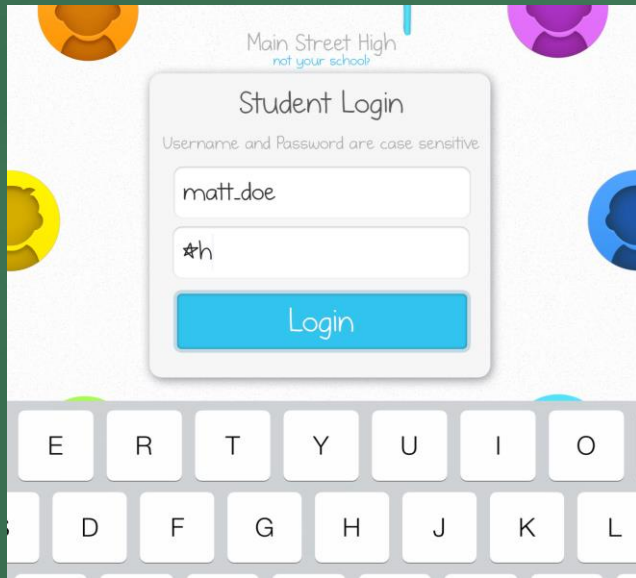 Main Street High
not your school?
Student Login
Username and Password are case sensitive
matt_doe
*h
Login
E R T Y U I O
D F G H J K L